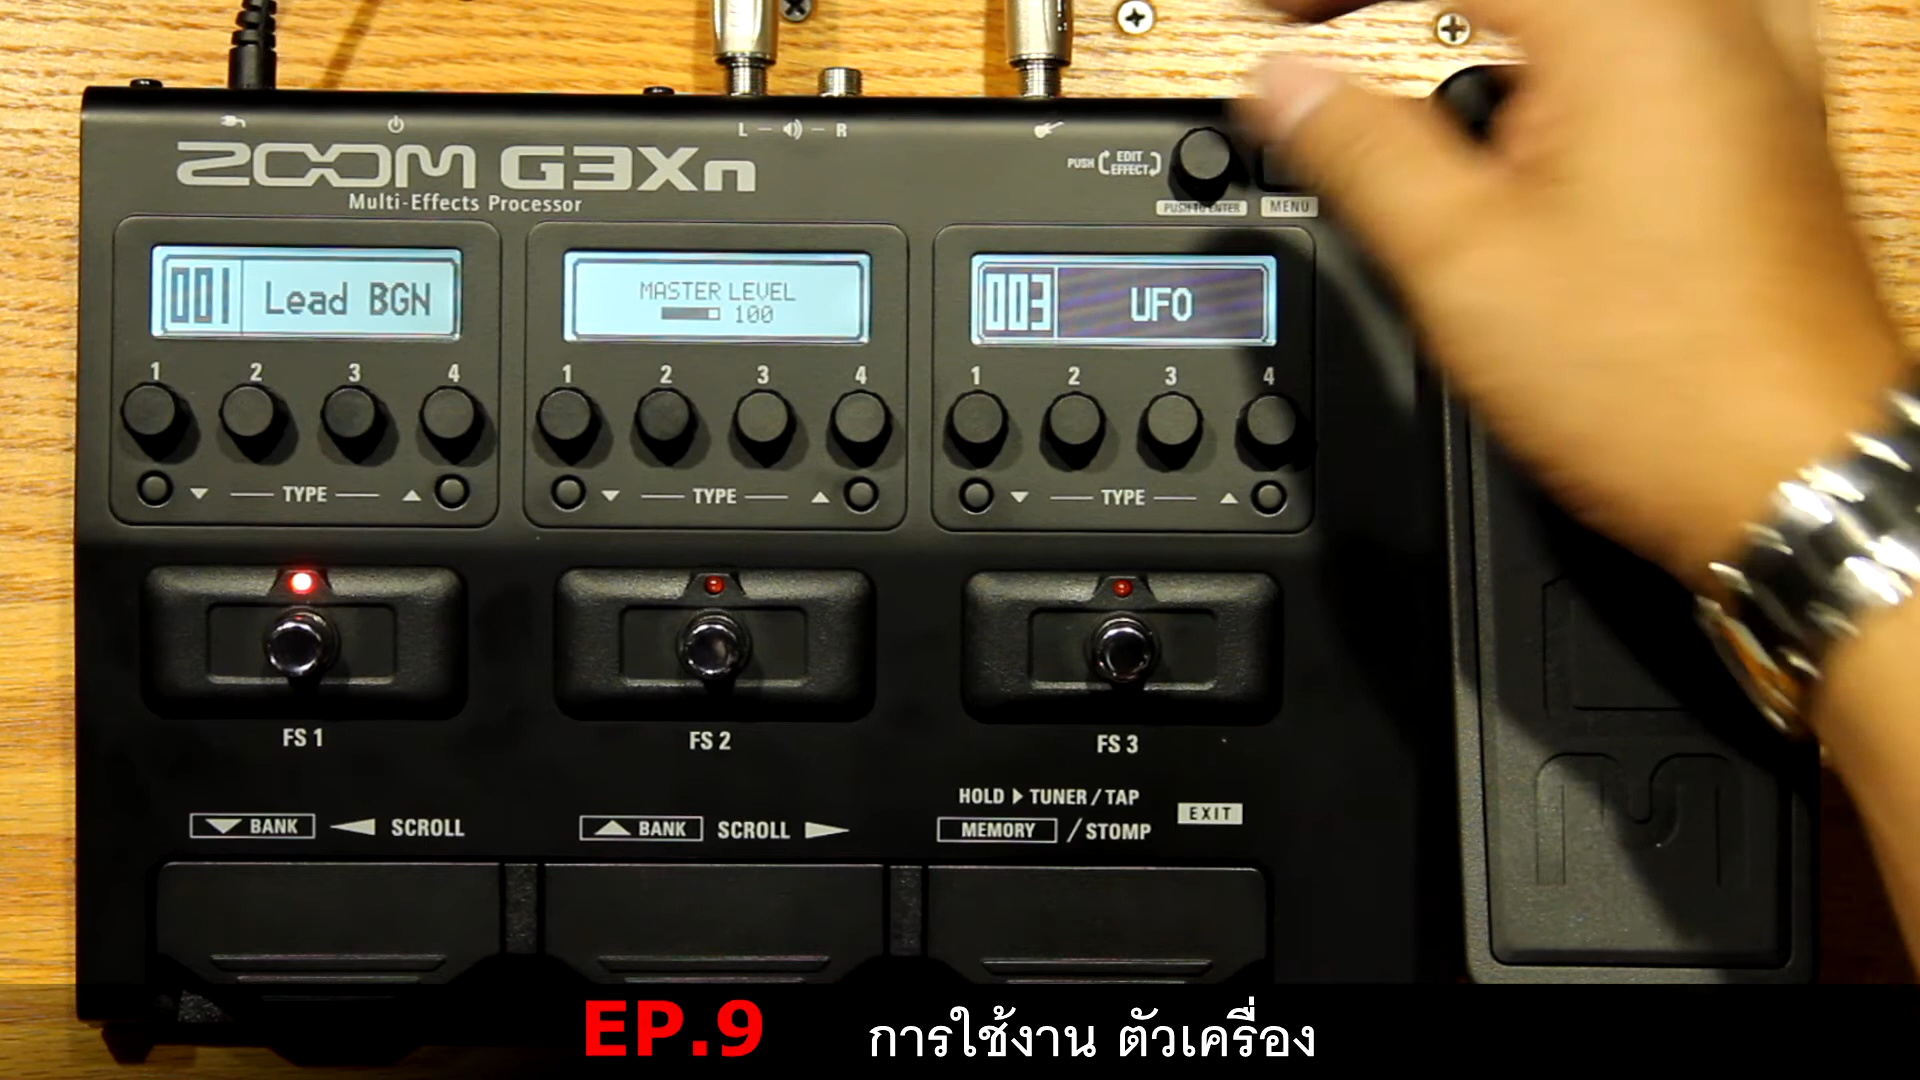 L R
ZOOM G3Xn
Multi-Effects Processor
PUSH EDIT EFFECT
PUSH TO ENTER MENU
001 Lead BGN
MASTER LEVEL
100
003 UFO
1 2 3 4
1 2 3 4
1 2 3 4
TYPE
TYPE
TYPE
FS 1
FS 2
FS 3
BANK SCROLL
BANK SCROLL
HOLD TUNER / TAP
MEMORY / STOMP
EXIT
EP.9 การใช้งาน ตัวเครื่อง